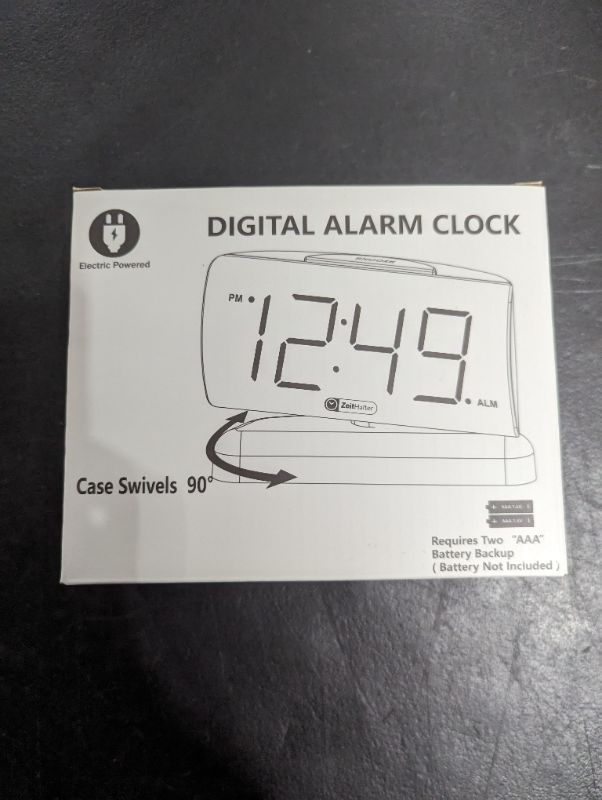 DIGITAL ALARM CLOCK
Electric Powered
SNOOZE
PM
12:49
ZeitHalter
ALM
Case Swivels 90°
Requires Two "AAA"
Battery Backup
( Battery Not Included )